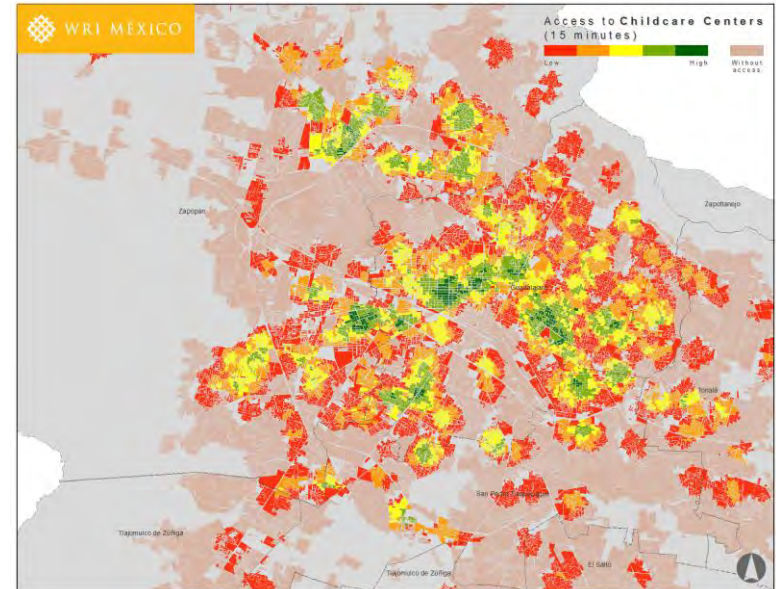 WRI MÉXICO
Access to Childcare Centers
(15 minutes)
Low
High
Without
access.
Zapopan
Zapotlanejo
Guadalajara
Tonalá
San Pedro Tlaquepaque
Tlajomulco de Zúñiga
Tlajomulco de Zúñiga
El Salto